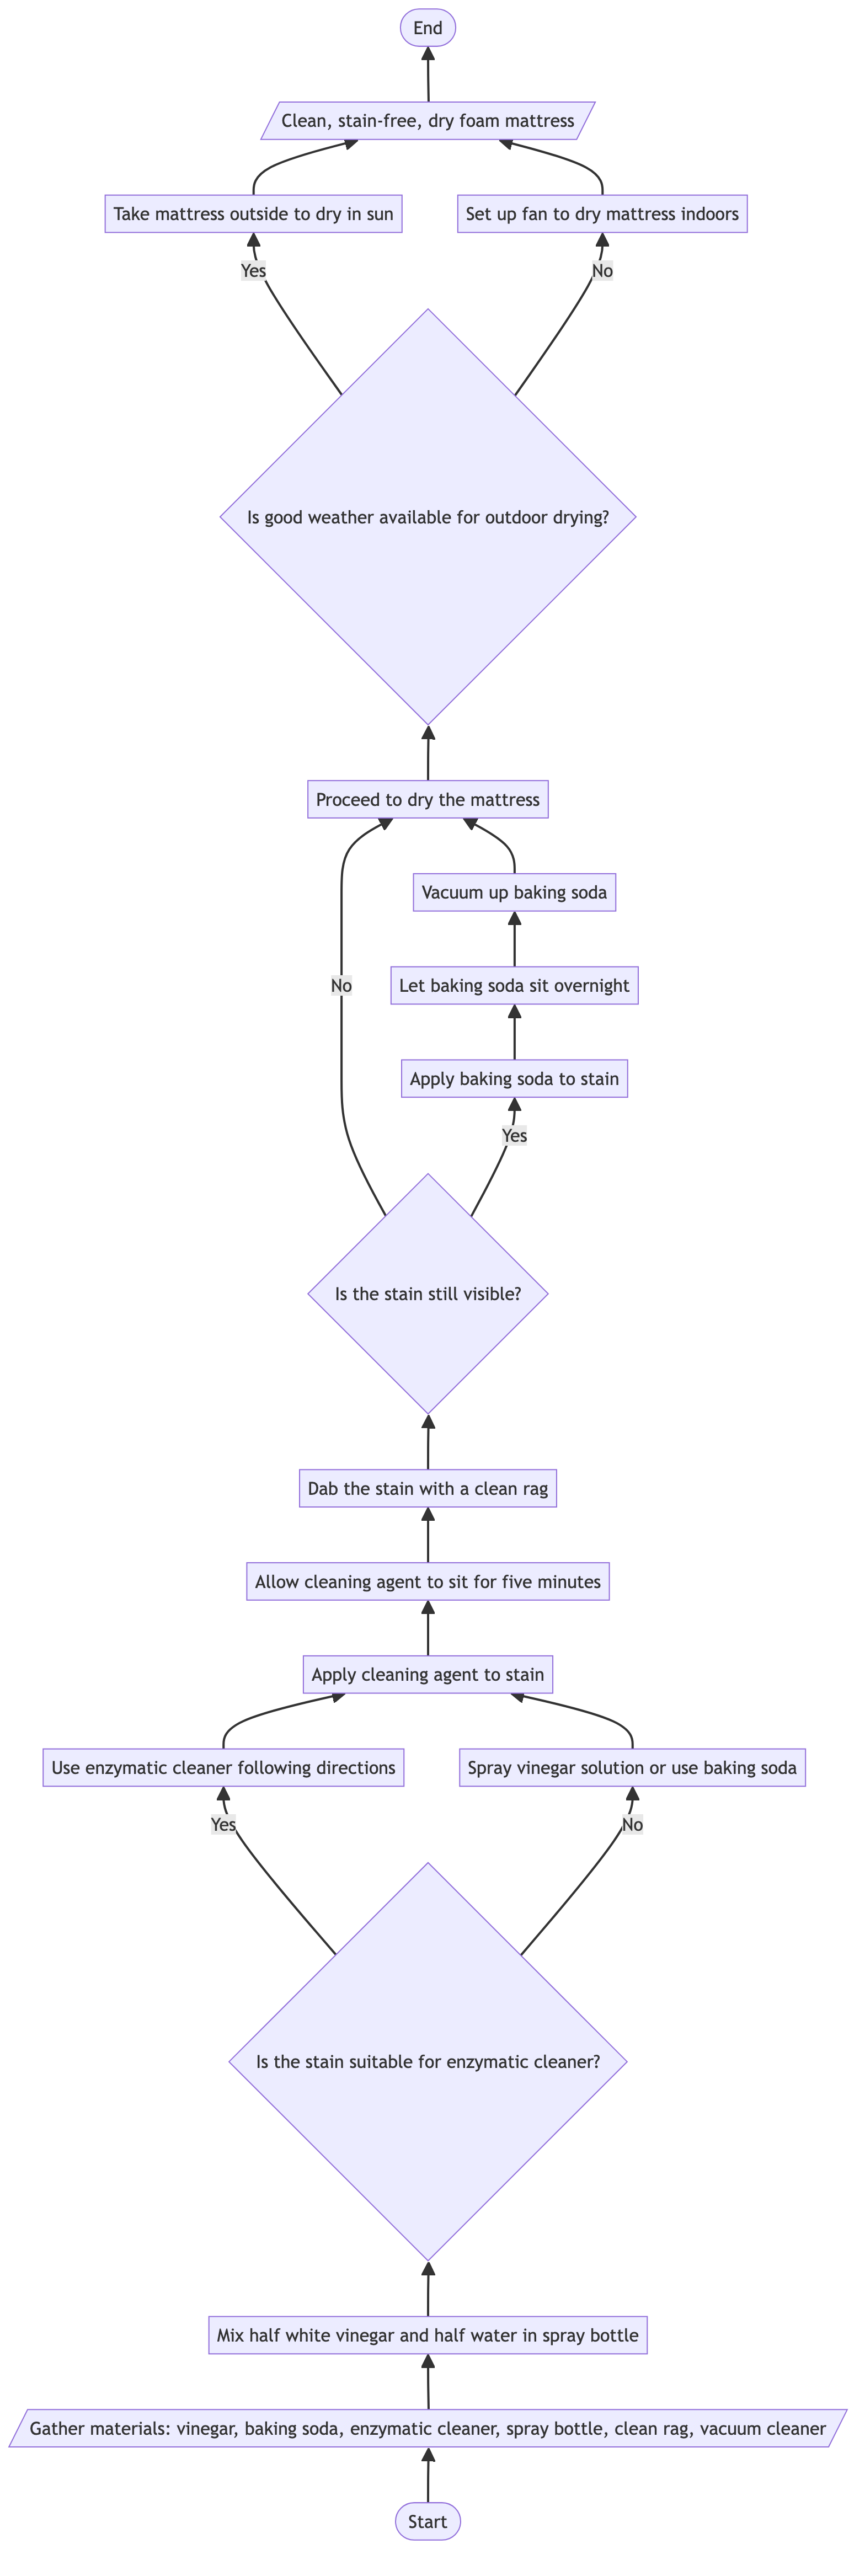 End
Clean, stain-free, dry foam mattress
Take mattress outside to dry in sun
Set up fan to dry mattress indoors
Yes
No
Is good weather available for outdoor drying?
Proceed to dry the mattress
Vacuum up baking soda
Let baking soda sit overnight
No
Apply baking soda to stain
Yes
Is the stain still visible?
Dab the stain with a clean rag
Allow cleaning agent to sit for five minutes
Apply cleaning agent to stain
Use enzymatic cleaner following directions
Spray vinegar solution or use baking soda
Yes
No
Is the stain suitable for enzymatic cleaner?
Mix half white vinegar and half water in spray bottle
Gather materials: vinegar, baking soda, enzymatic cleaner, spray bottle, clean rag, vacuum cleaner
Start